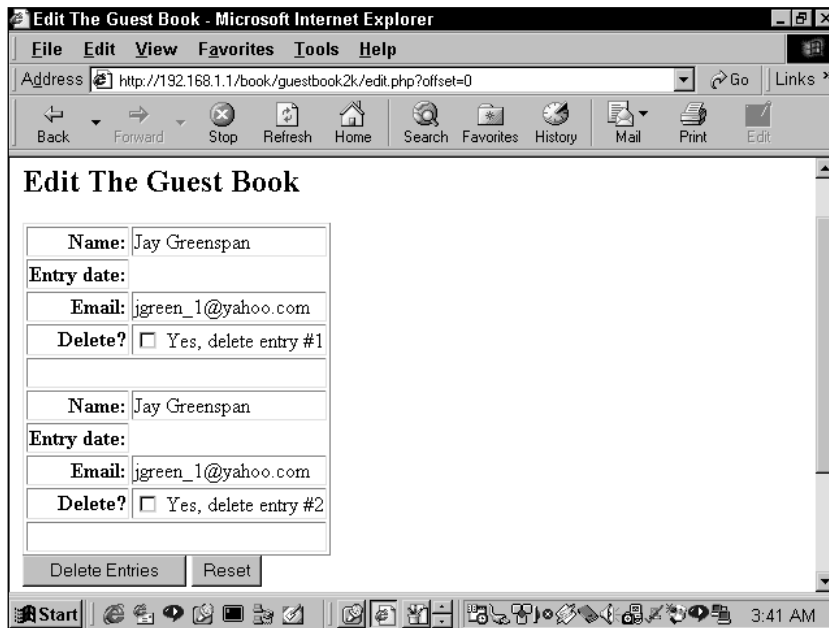 Edit The Guest Book - Microsoft Internet Explorer
File Edit View Favorites Tools Help
Address http://192.168.1.1/book/guestbook2k/edit.php?offset=0 Go Links »
Back Forward Stop Refresh Home Search Favorites History Mail Print Edit
Edit The Guest Book
Name: Jay Greenspan
Entry date:
Email: jgreen_1@yahoo.com
Delete? Yes, delete entry #1
Name: Jay Greenspan
Entry date:
Email: jgreen_1@yahoo.com
Delete? Yes, delete entry #2
Delete Entries Reset
Start 3:41 AM